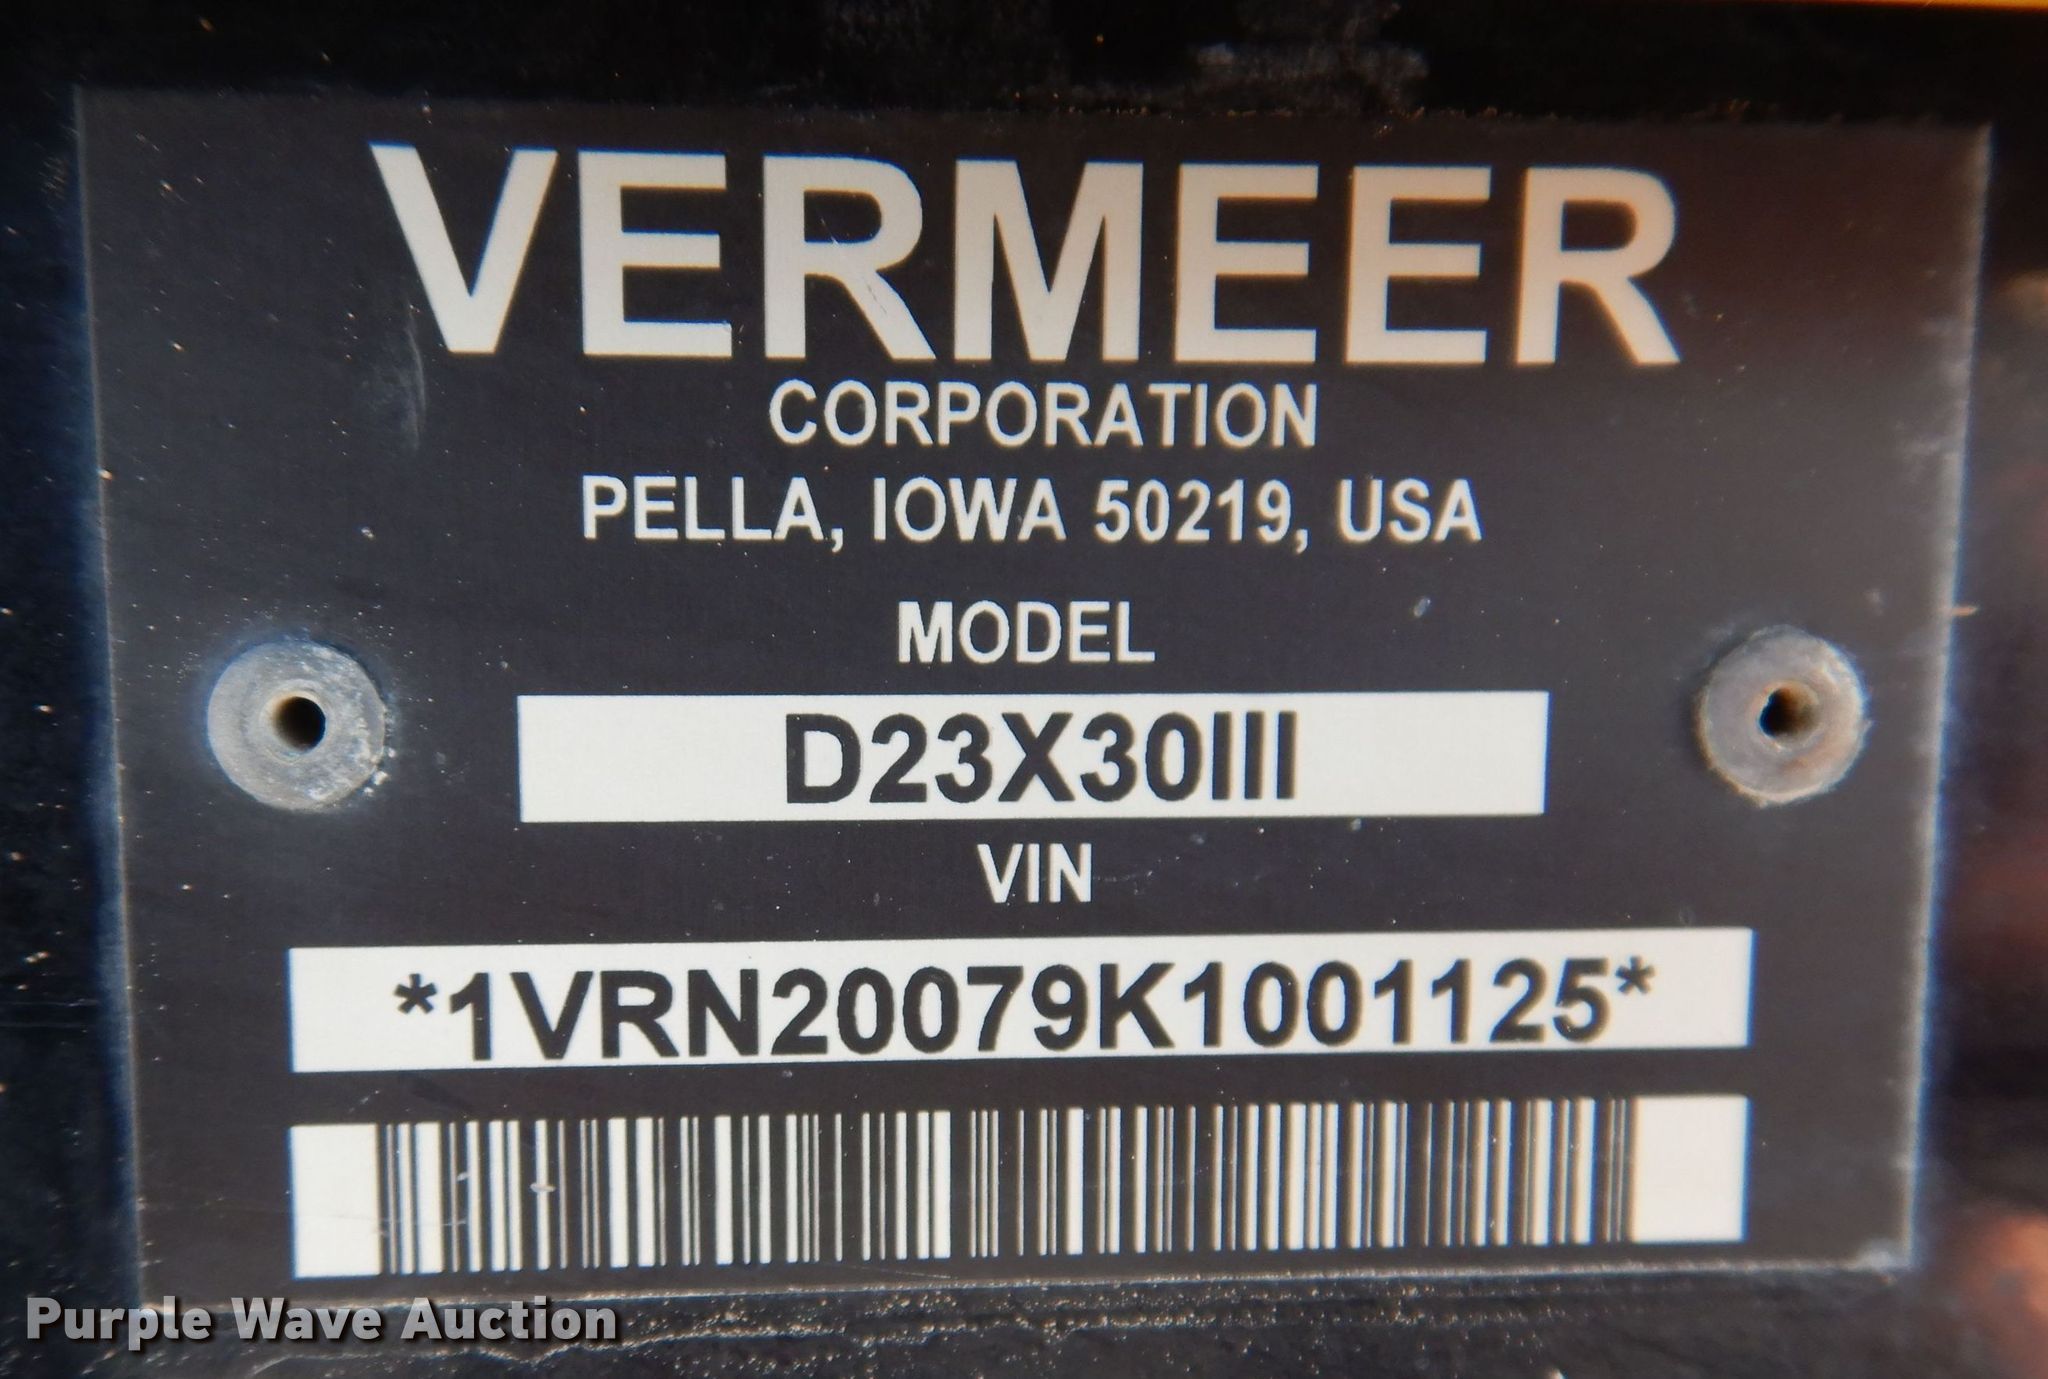 VERMEER
CORPORATION
PELLA, IOWA 50219, USA
MODEL
D23X30III
VIN
*1VRN20079K1001125*
Purple Wave Auction